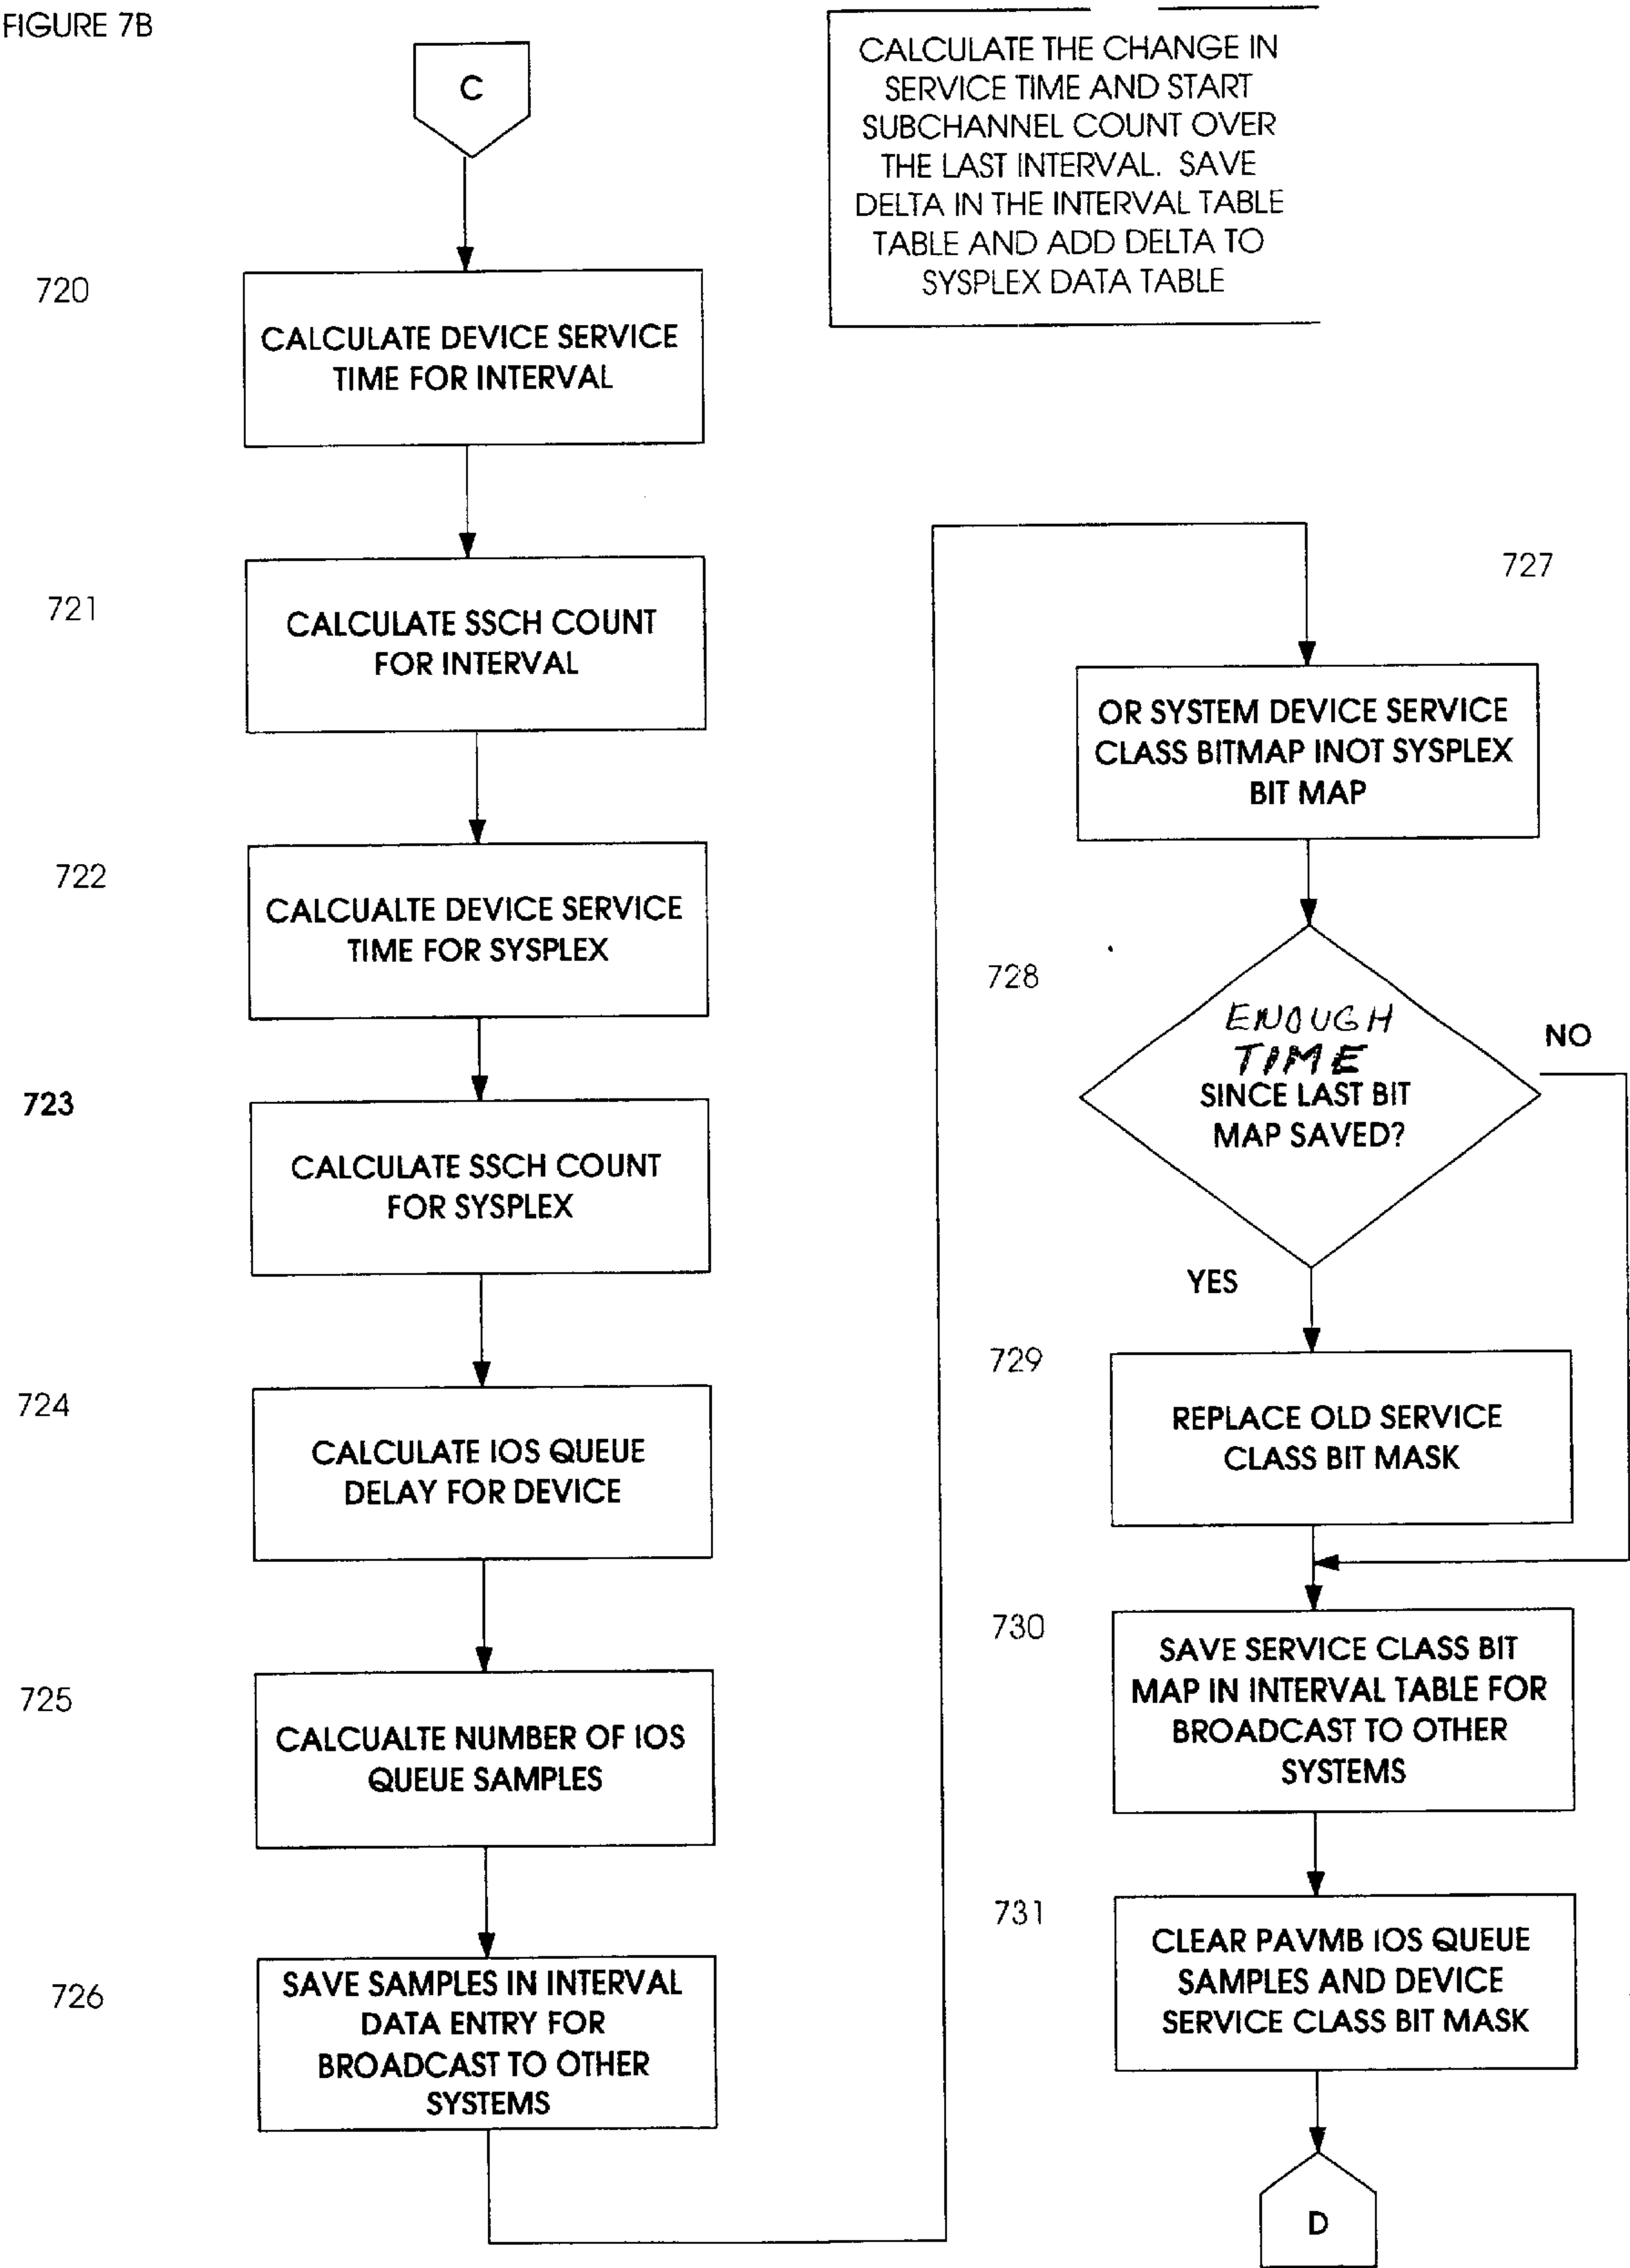 FIGURE 7B
C
CALCULATE THE CHANGE IN
SERVICE TIME AND START
SUBCHANNEL COUNT OVER
THE LAST INTERVAL. SAVE
DELTA IN THE INTERVAL TABLE
TABLE AND ADD DELTA TO
SYSPLEX DATA TABLE
720
CALCULATE DEVICE SERVICE
TIME FOR INTERVAL
721
CALCULATE SSCH COUNT
FOR INTERVAL
722
CALCUALTE DEVICE SERVICE
TIME FOR SYSPLEX
723
CALCULATE SSCH COUNT
FOR SYSPLEX
724
CALCULATE IOS QUEUE
DELAY FOR DEVICE
725
CALCUALTE NUMBER OF IOS
QUEUE SAMPLES
726
SAVE SAMPLES IN INTERVAL
DATA ENTRY FOR
BROADCAST TO OTHER
SYSTEMS
727
OR SYSTEM DEVICE SERVICE
CLASS BITMAP INOT SYSPLEX
BIT MAP
728
ENOUGH
TIME
SINCE LAST BIT
MAP SAVED?
NO
YES
729
REPLACE OLD SERVICE
CLASS BIT MASK
730
SAVE SERVICE CLASS BIT
MAP IN INTERVAL TABLE FOR
BROADCAST TO OTHER
SYSTEMS
731
CLEAR PAVMB IOS QUEUE
SAMPLES AND DEVICE
SERVICE CLASS BIT MASK
D